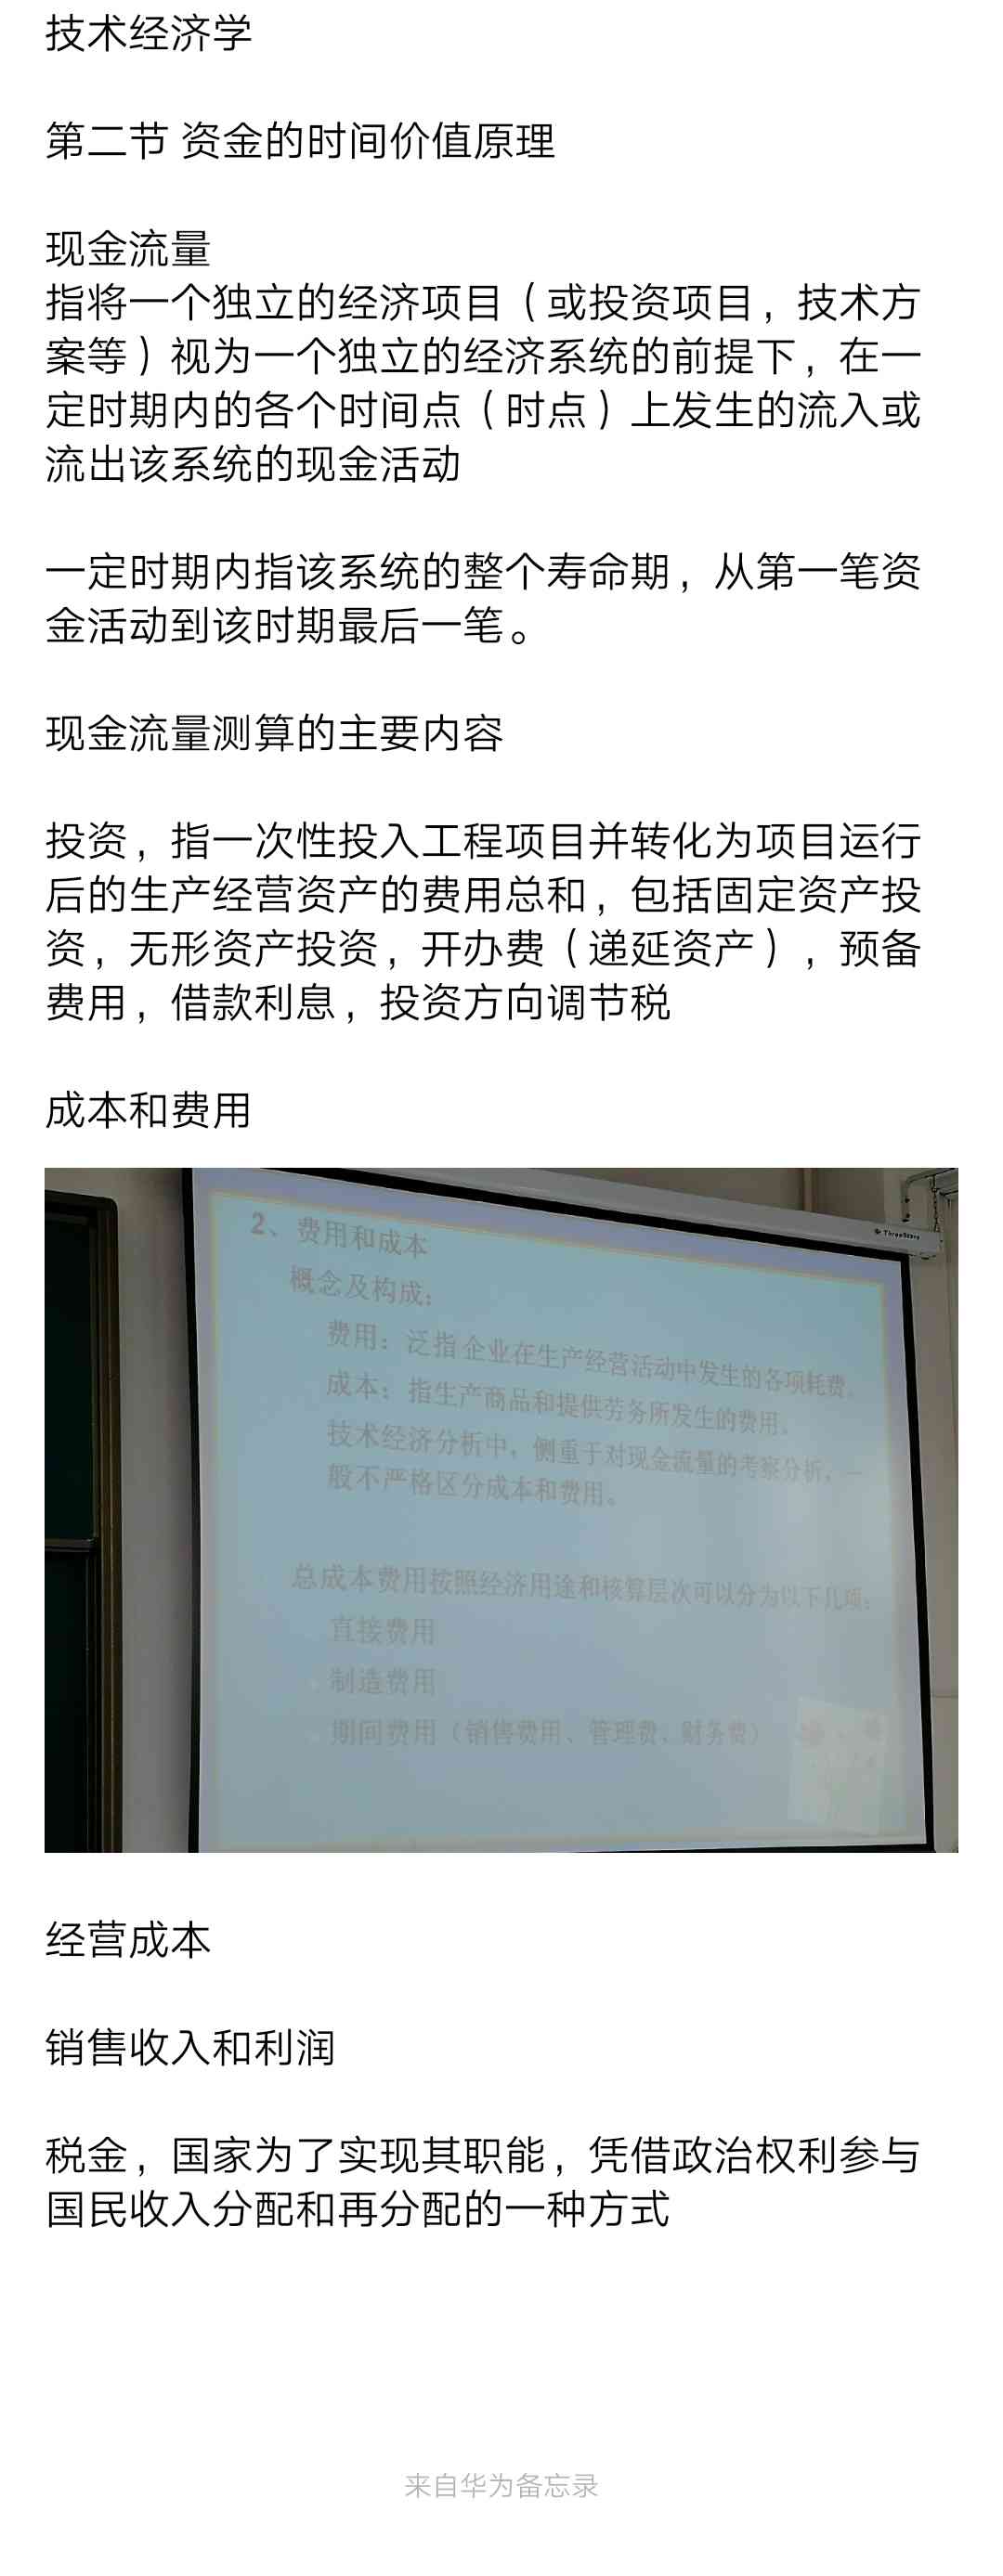 技术经济学
第二节 资金的时间价值原理
现金流量
指将一个独立的经济项目（或投资项目，技术方
案等）视为一个独立的经济系统的前提下，在一
定时期内的各个时间点（时点）上发生的流入或
流出该系统的现金活动
一定时期内指该系统的整个寿命期，从第一笔资
金活动到该时期最后一笔。
现金流量测算的主要内容
投资，指一次性投入工程项目并转化为项目运行
后的生产经营资产的费用总和，包括固定资产投
资，无形资产投资，开办费（递延资产），预备
费用，借款利息，投资方向调节税
成本和费用
2、费用和成本
概念及构成：
费用：泛指企业在生产经营活动中发生的各项耗费。
成本：指生产商品和提供劳务所发生的费用。
技术经济分析中，侧重于对现金流量的考察分析，一
般不严格区分成本和费用。
总成本费用按照经济用途和核算层次可以分为以下几项：
直接费用
制造费用
期间费用（销售费用、管理费、财务费）
经营成本
销售收入和利润
税金，国家为了实现其职能，凭借政治权利参与
国民收入分配和再分配的一种方式
来自华为备忘录